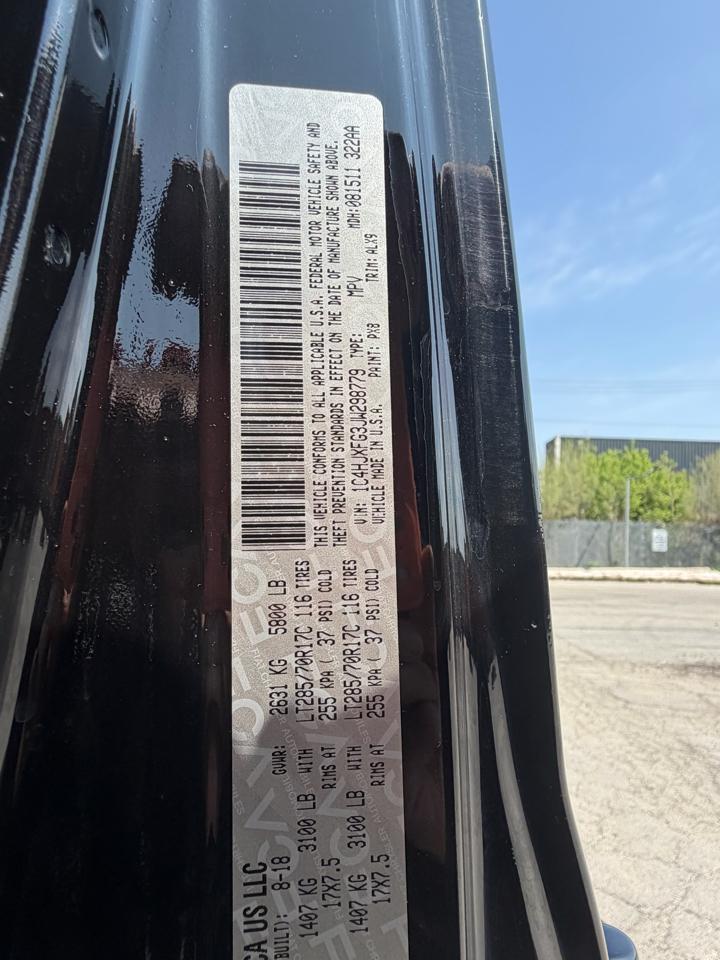 CA US LLC
BUILT): 8-18 GVWR: 2631 KG 5800 LB
1407 KG 3100 LB WITH LT285/70R17C 116 TIRES
17X7.5 RIMS AT 255 KPA ( 37 PSI) COLD
1407 KG 3100 LB WITH LT285/70R17C 116 TIRES
17X7.5 RIMS AT 255 KPA ( 37 PSI) COLD
THIS VEHICLE CONFORMS TO ALL APPLICABLE U.S.A. FEDERAL MOTOR VEHICLE SAFETY AND
THEFT PREVENTION STANDARDS IN EFFECT ON THE DATE OF MANUFACTURE SHOWN ABOVE.
VIN: 1C4HJXFG3JW298779 TYPE: MPV MDH: 081511 322AA
VEHICLE MADE IN U.S.A. PAINT: PX8 TRIM: ALX9